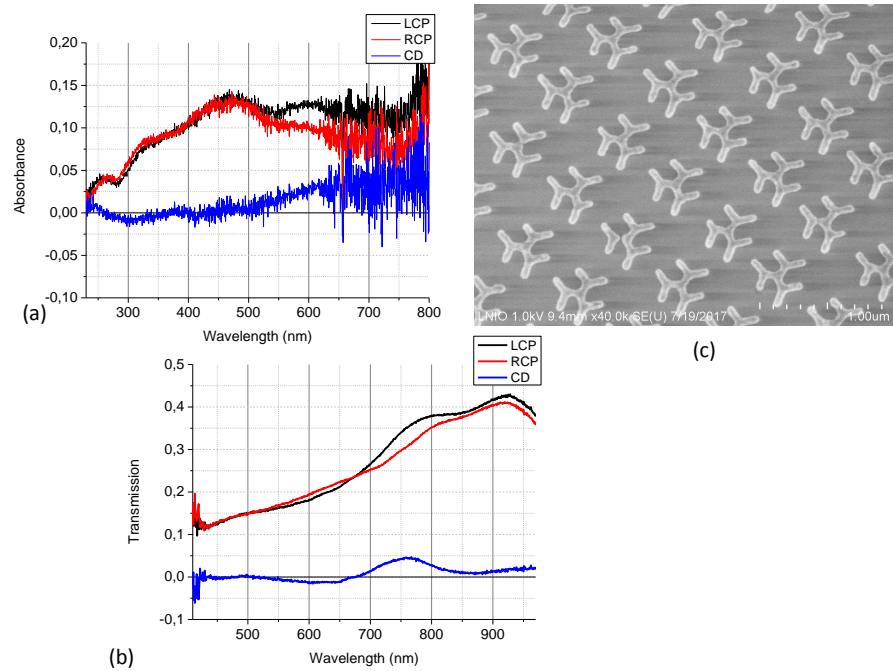 LCP
RCP
CD
0,20
0,15
0,10
0,05
0,00
-0,05
-0,10
Absorbance
300 400 500 600 700 800
Wavelength (nm)
(a)
LNIO 1.0kV 9.4mm x40.0k SE(U) 7/19/2017 1.00um
(c)
LCP
RCP
CD
0,5
0,4
0,3
0,2
0,1
0,0
-0,1
Transmission
500 600 700 800 900
Wavelength (nm)
(b)